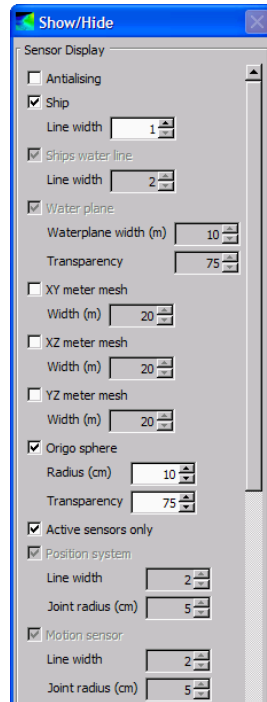 Show/Hide
Sensor Display
Antialising
Ship
Line width 1
Ships water line
Line width 2
Water plane
Waterplane width (m) 10
Transparency 75
XY meter mesh
Width (m) 20
XZ meter mesh
Width (m) 20
YZ meter mesh
Width (m) 20
Origo sphere
Radius (cm) 10
Transparency 75
Active sensors only
Position system
Line width 2
Joint radius (cm) 5
Motion sensor
Line width 2
Joint radius (cm) 5